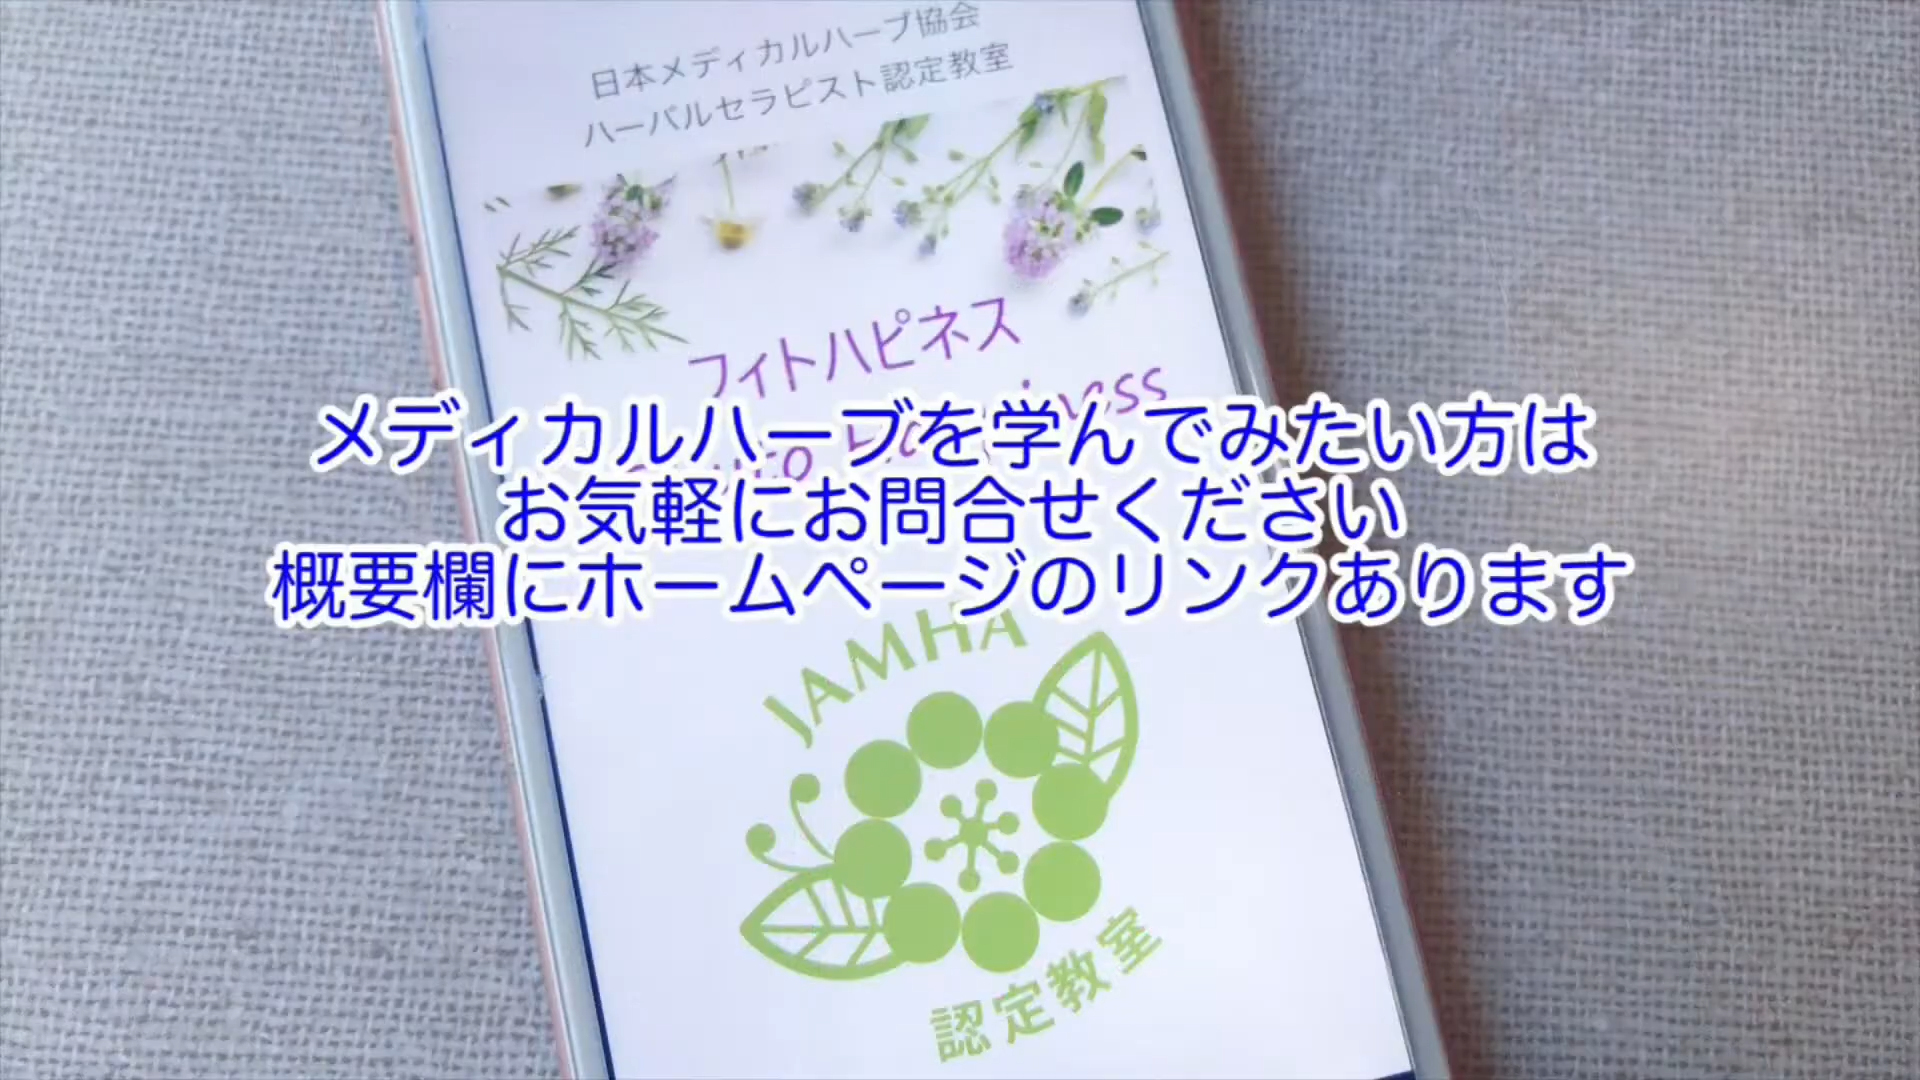 日本メディカルハーブ協会
ハーバルセラピスト認定教室
フィトハピネス
メディカルハーブを学んでみたい方は
お気軽にお問合せください
概要欄にホームページのリンクあります
JAMHA
認定教室